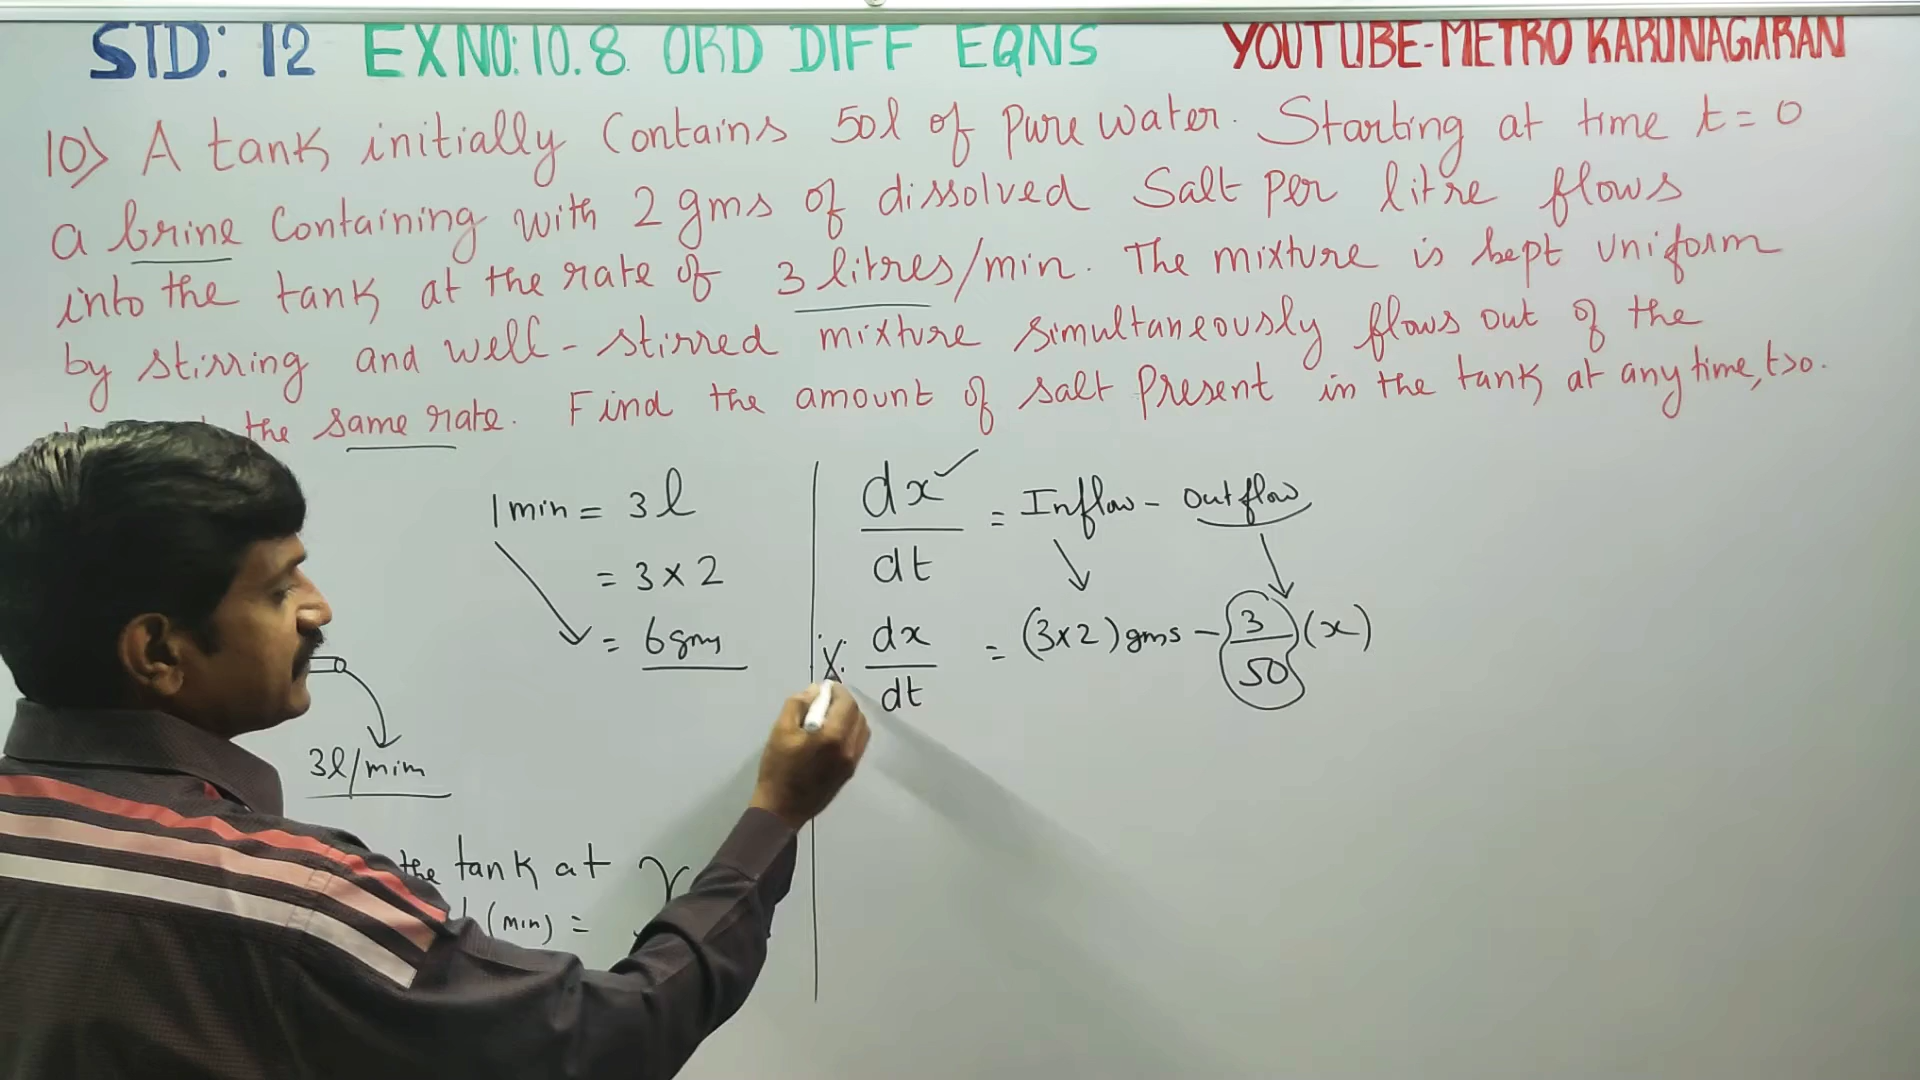 STD: 12 EX NO: 10.8. ORD DIFF EQNS YOUTUBE-METRO KARUNAGARAN
10) A tank initially Contains 50l of Pure water. Starting at time t = 0
a brine Containing with 2 gms of dissolved Salt per litre flows
into the tank at the rate of 3 litres/min. The mixture is kept uniform
by stirring and well-stirred mixture simultaneously flows out of the
the same rate. Find the amount of salt Present in the tank at any time, t>0.
1 min = 3l
= 3 x 2
= 6 gms
3l/min
the tank at
(min) =
dx/dt = Inflow - Outflow
dx/dt = (3x2) gms - 3/50 (x)